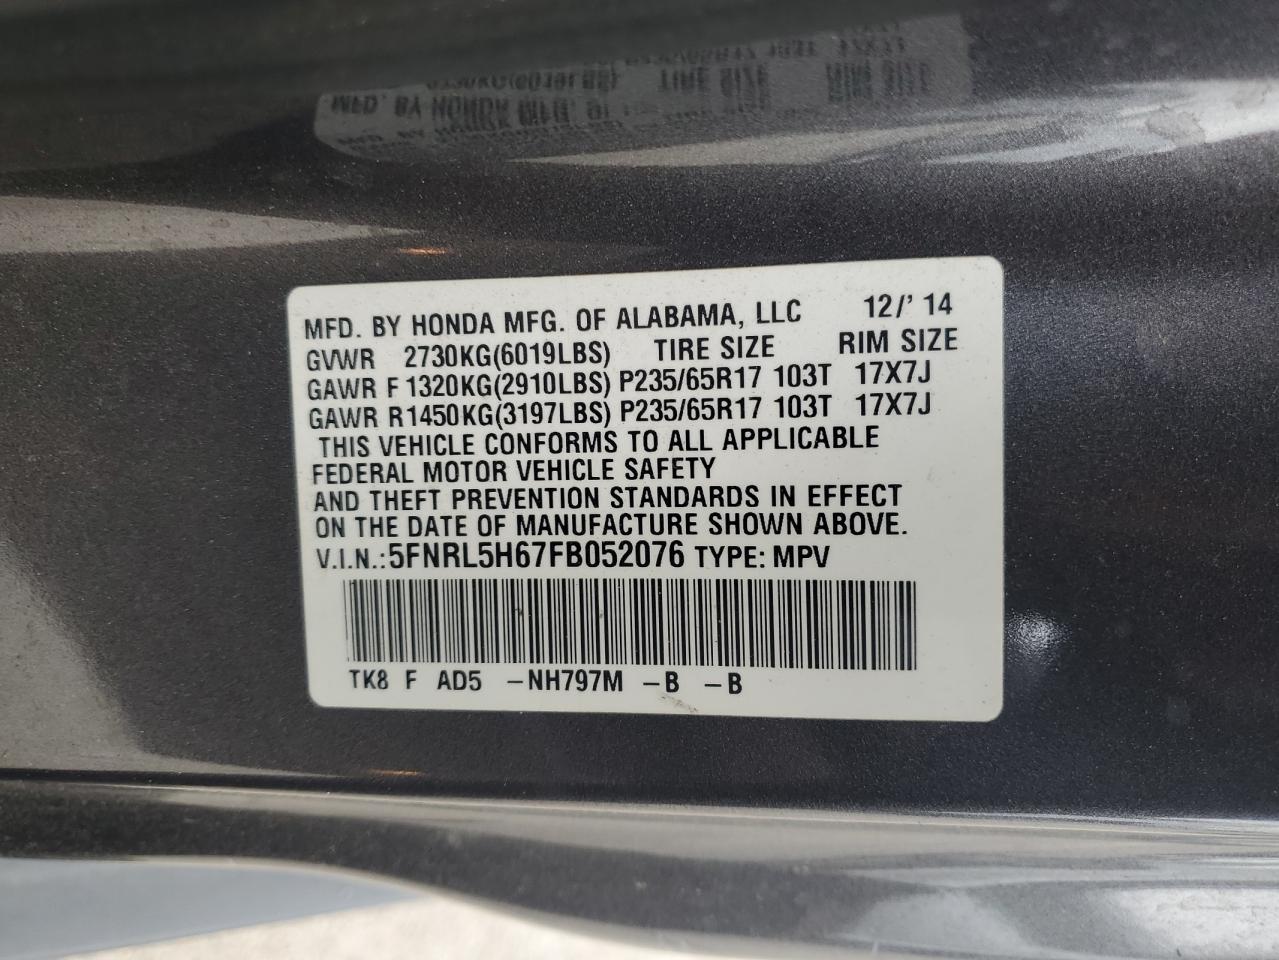 MFD. BY HONDA MFG. OF ALABAMA, LLC 12/' 14
GVWR 2730KG(6019LBS) TIRE SIZE RIM SIZE
GAWR F 1320KG(2910LBS) P235/65R17 103T 17X7J
GAWR R1450KG(3197LBS) P235/65R17 103T 17X7J
THIS VEHICLE CONFORMS TO ALL APPLICABLE
FEDERAL MOTOR VEHICLE SAFETY
AND THEFT PREVENTION STANDARDS IN EFFECT
ON THE DATE OF MANUFACTURE SHOWN ABOVE.
V.I.N.:5FNRL5H67FB052076 TYPE: MPV
TK8 F AD5 -NH797M -B -B